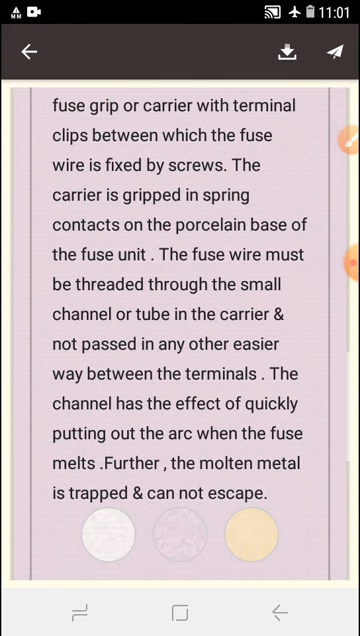 MM 11:01
fuse grip or carrier with terminal
clips between which the fuse
wire is fixed by screws. The
carrier is gripped in spring
contacts on the porcelain base of
the fuse unit . The fuse wire must
be threaded through the small
channel or tube in the carrier &
not passed in any other easier
way between the terminals . The
channel has the effect of quickly
putting out the arc when the fuse
melts .Further , the molten metal
is trapped & can not escape.